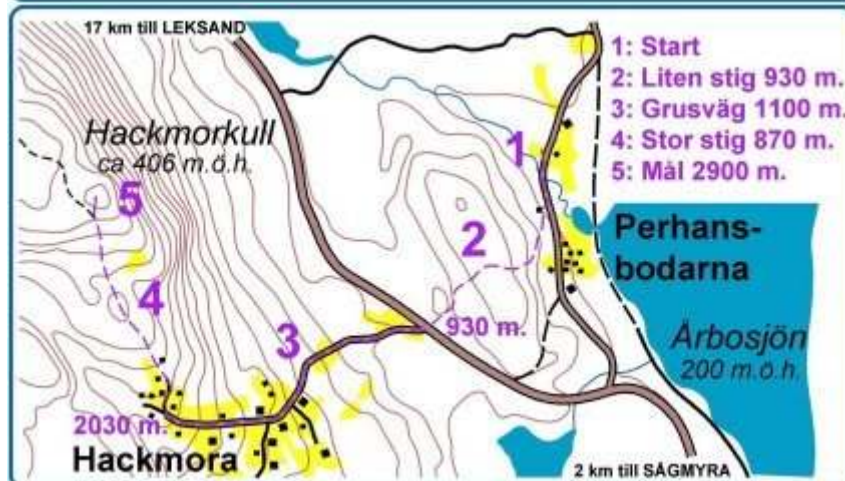 17 km till LEKSAND
1: Start
2: Liten stig 930 m.
3: Grusväg 1100 m.
4: Stor stig 870 m.
5: Mål 2900 m.
Hackmorkull
ca 406 m.ö.h.
1
5
2
Perhans-
bodarna
4
3
930 m.
Årbosjön
200 m.ö.h.
2030 m.
Hackmora
2 km till SÅGMYRA